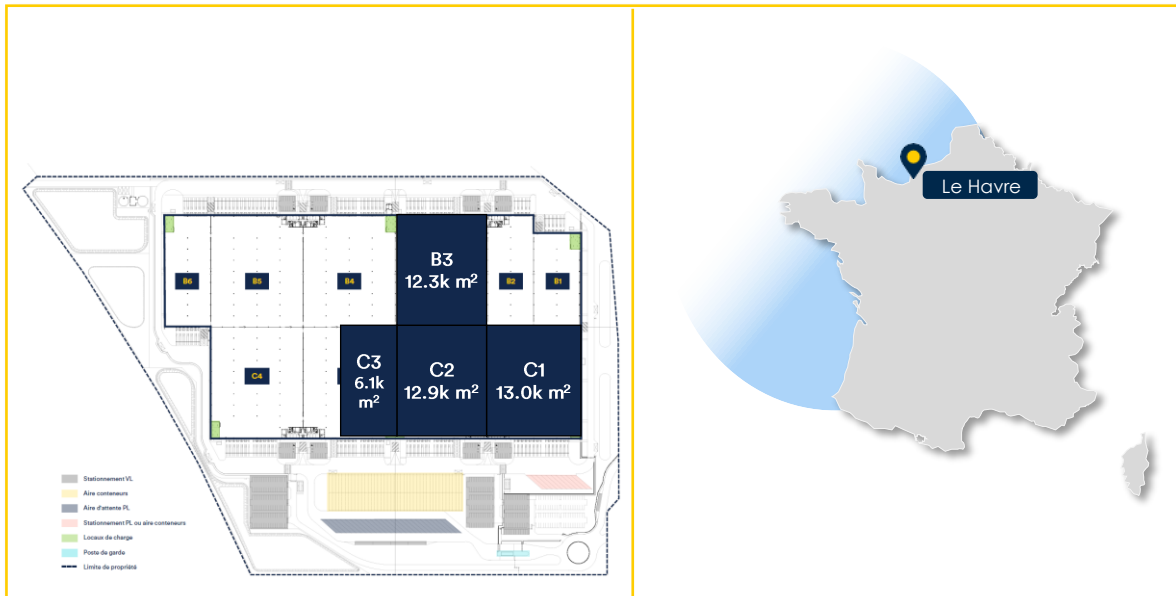 B3
12.3k m²
B6
B5
B4
B2
B1
C4
C3
6.1k
m²
C2
12.9k m²
C1
13.0k m²
Stationnement VL
Aire conteneurs
Aire d'attente PL
Stationnement PL ou aire conteneurs
Locaux de charge
Poste de garde
Limite de propriété
Le Havre